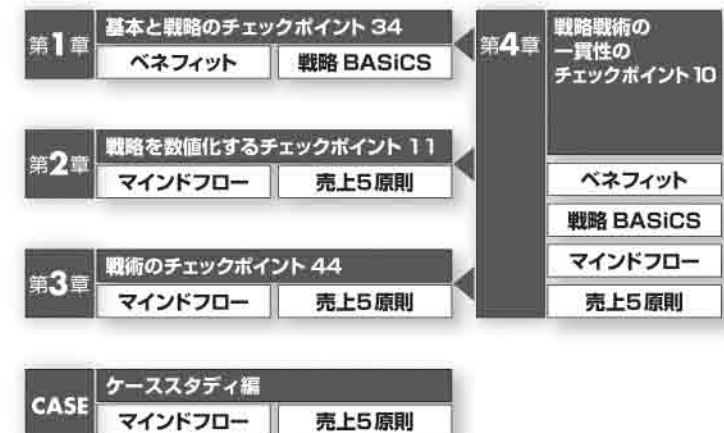 第1章
基本と戦略のチェックポイント 34
ベネフィット
戦略 BASiCS
第2章
戦略を数値化するチェックポイント 11
マインドフロー
売上5原則
第3章
戦術のチェックポイント 44
マインドフロー
売上5原則
第4章
戦略戦術の
一貫性の
チェックポイント10
ベネフィット
戦略 BASiCS
マインドフロー
売上5原則
CASE
ケーススタディ編
マインドフロー
売上5原則